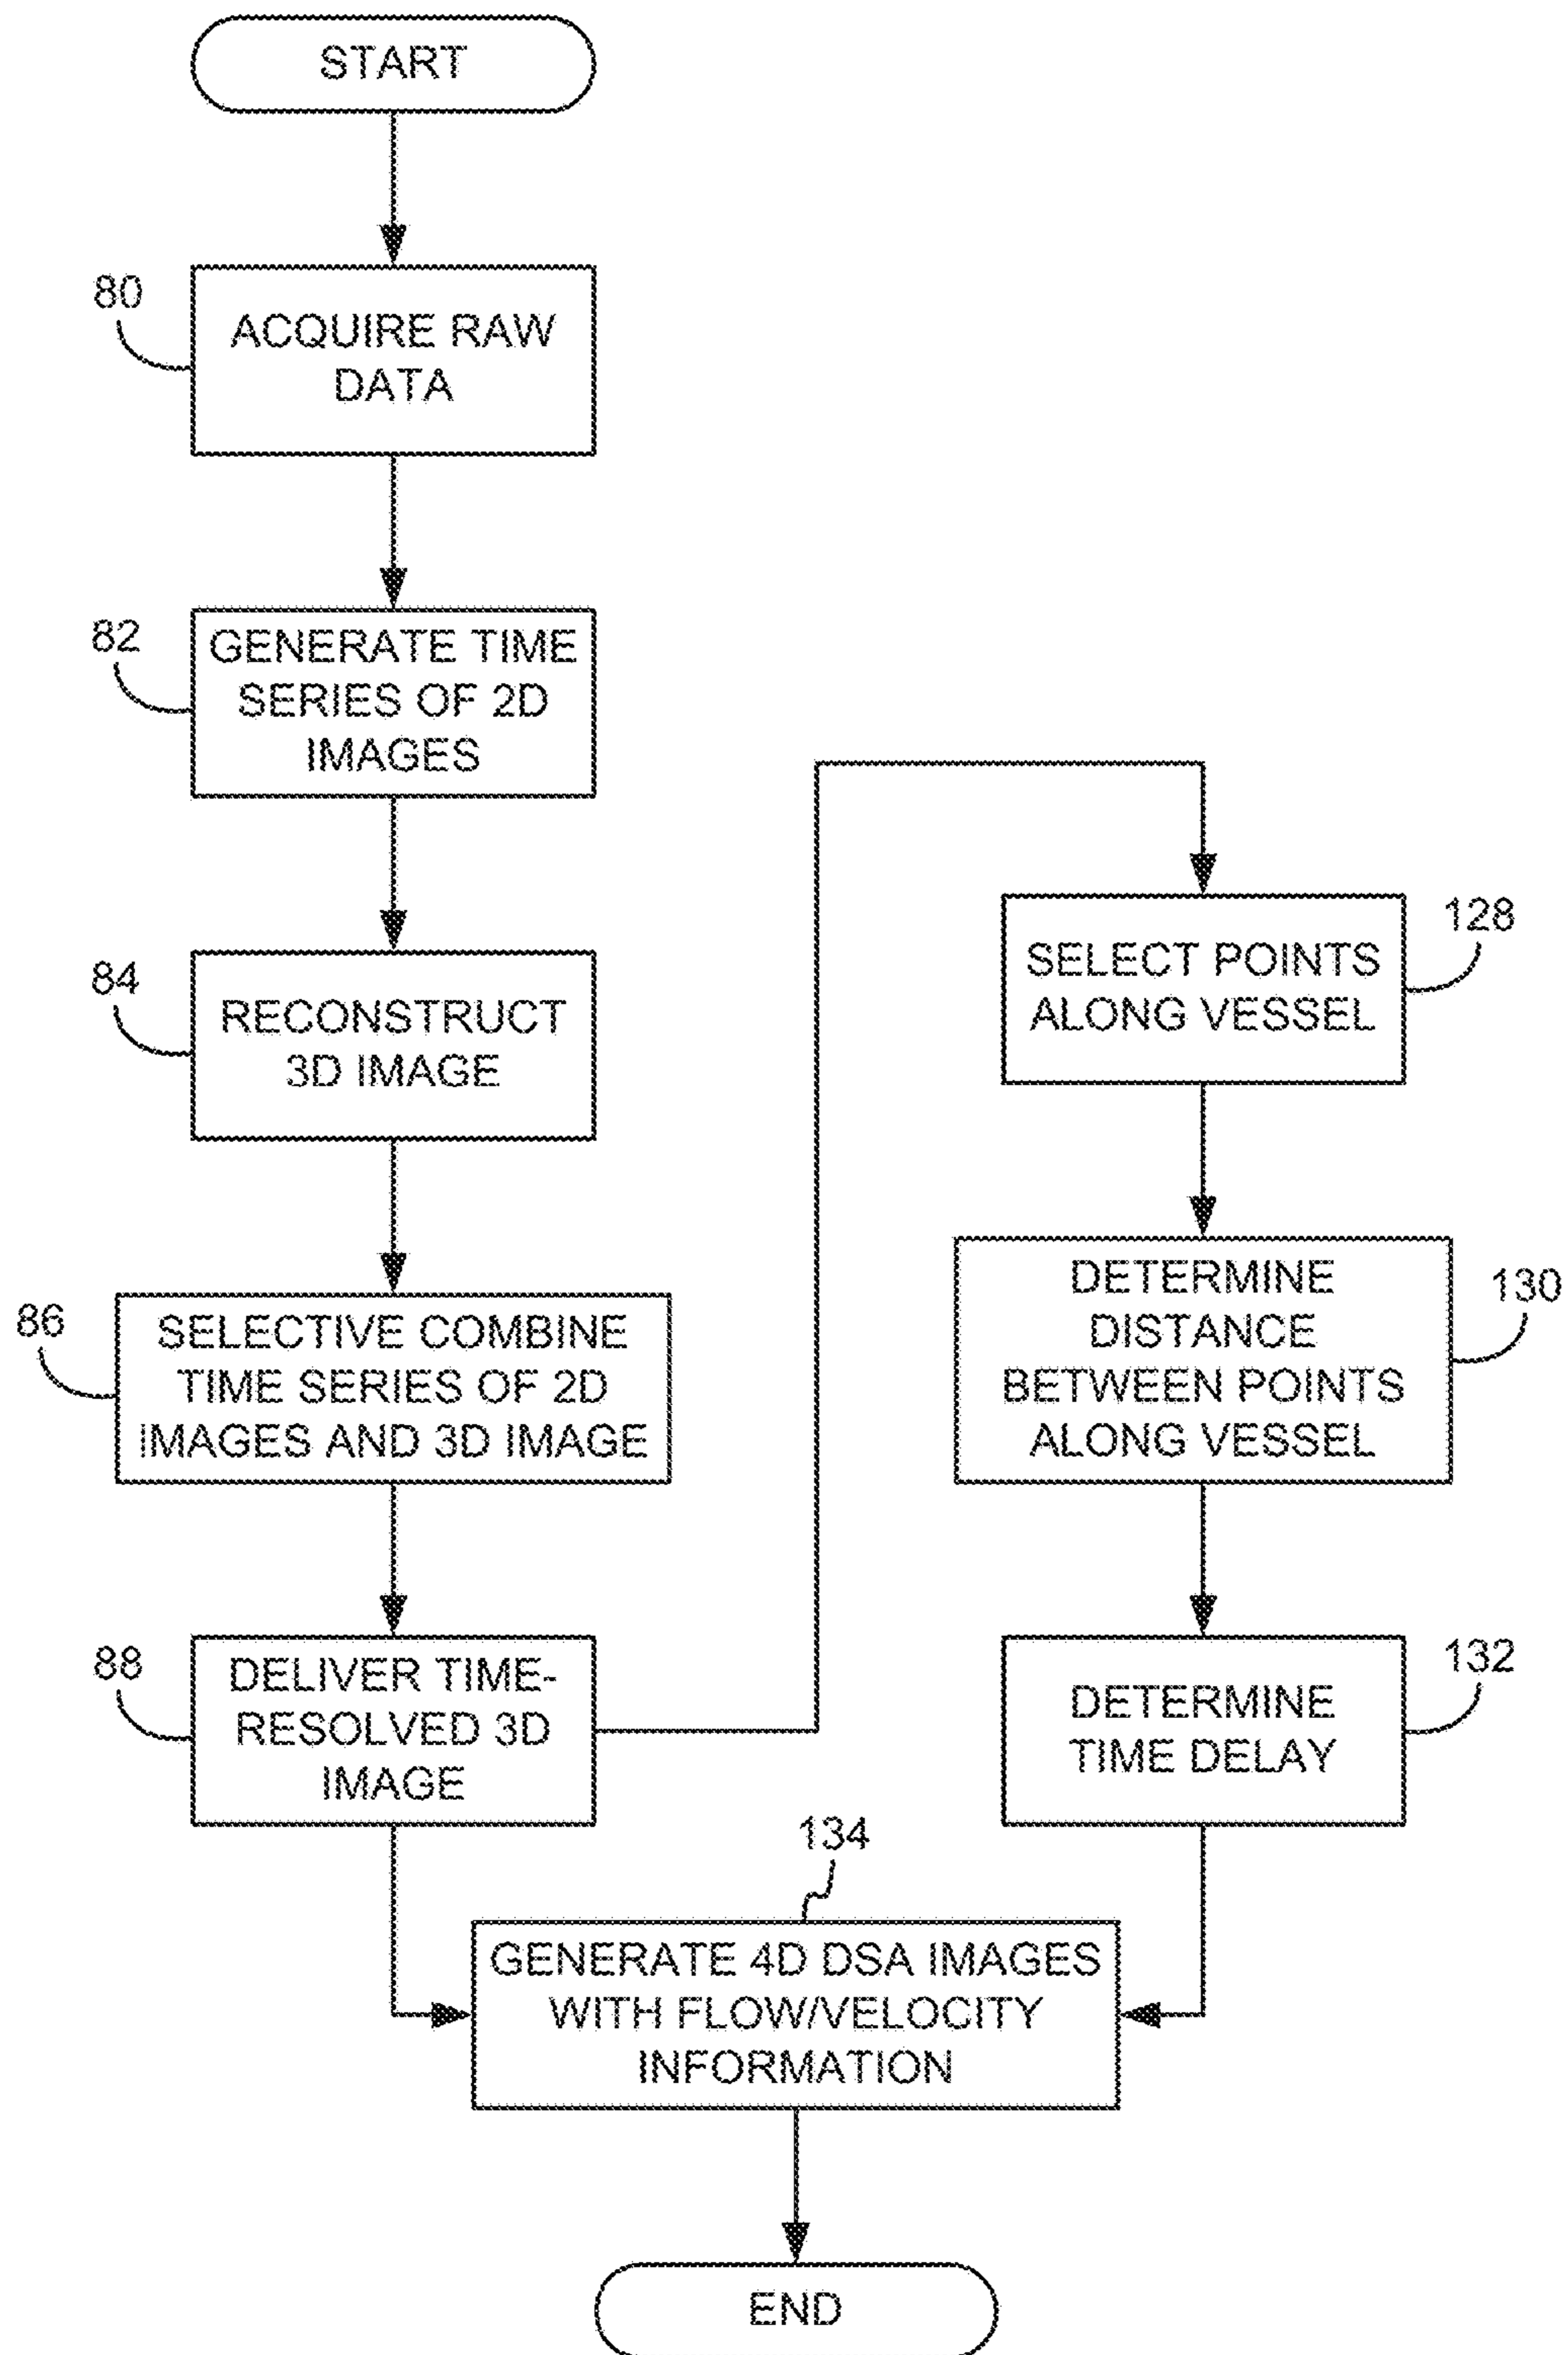 START
80
ACQUIRE RAW
DATA
82
GENERATE TIME
SERIES OF 2D
IMAGES
84
RECONSTRUCT
3D IMAGE
86
SELECTIVE COMBINE
TIME SERIES OF 2D
IMAGES AND 3D IMAGE
88
DELIVER TIME-
RESOLVED 3D
IMAGE
128
SELECT POINTS
ALONG VESSEL
130
DETERMINE
DISTANCE
BETWEEN POINTS
ALONG VESSEL
132
DETERMINE
TIME DELAY
134
GENERATE 4D DSA IMAGES
WITH FLOW/VELOCITY
INFORMATION
END